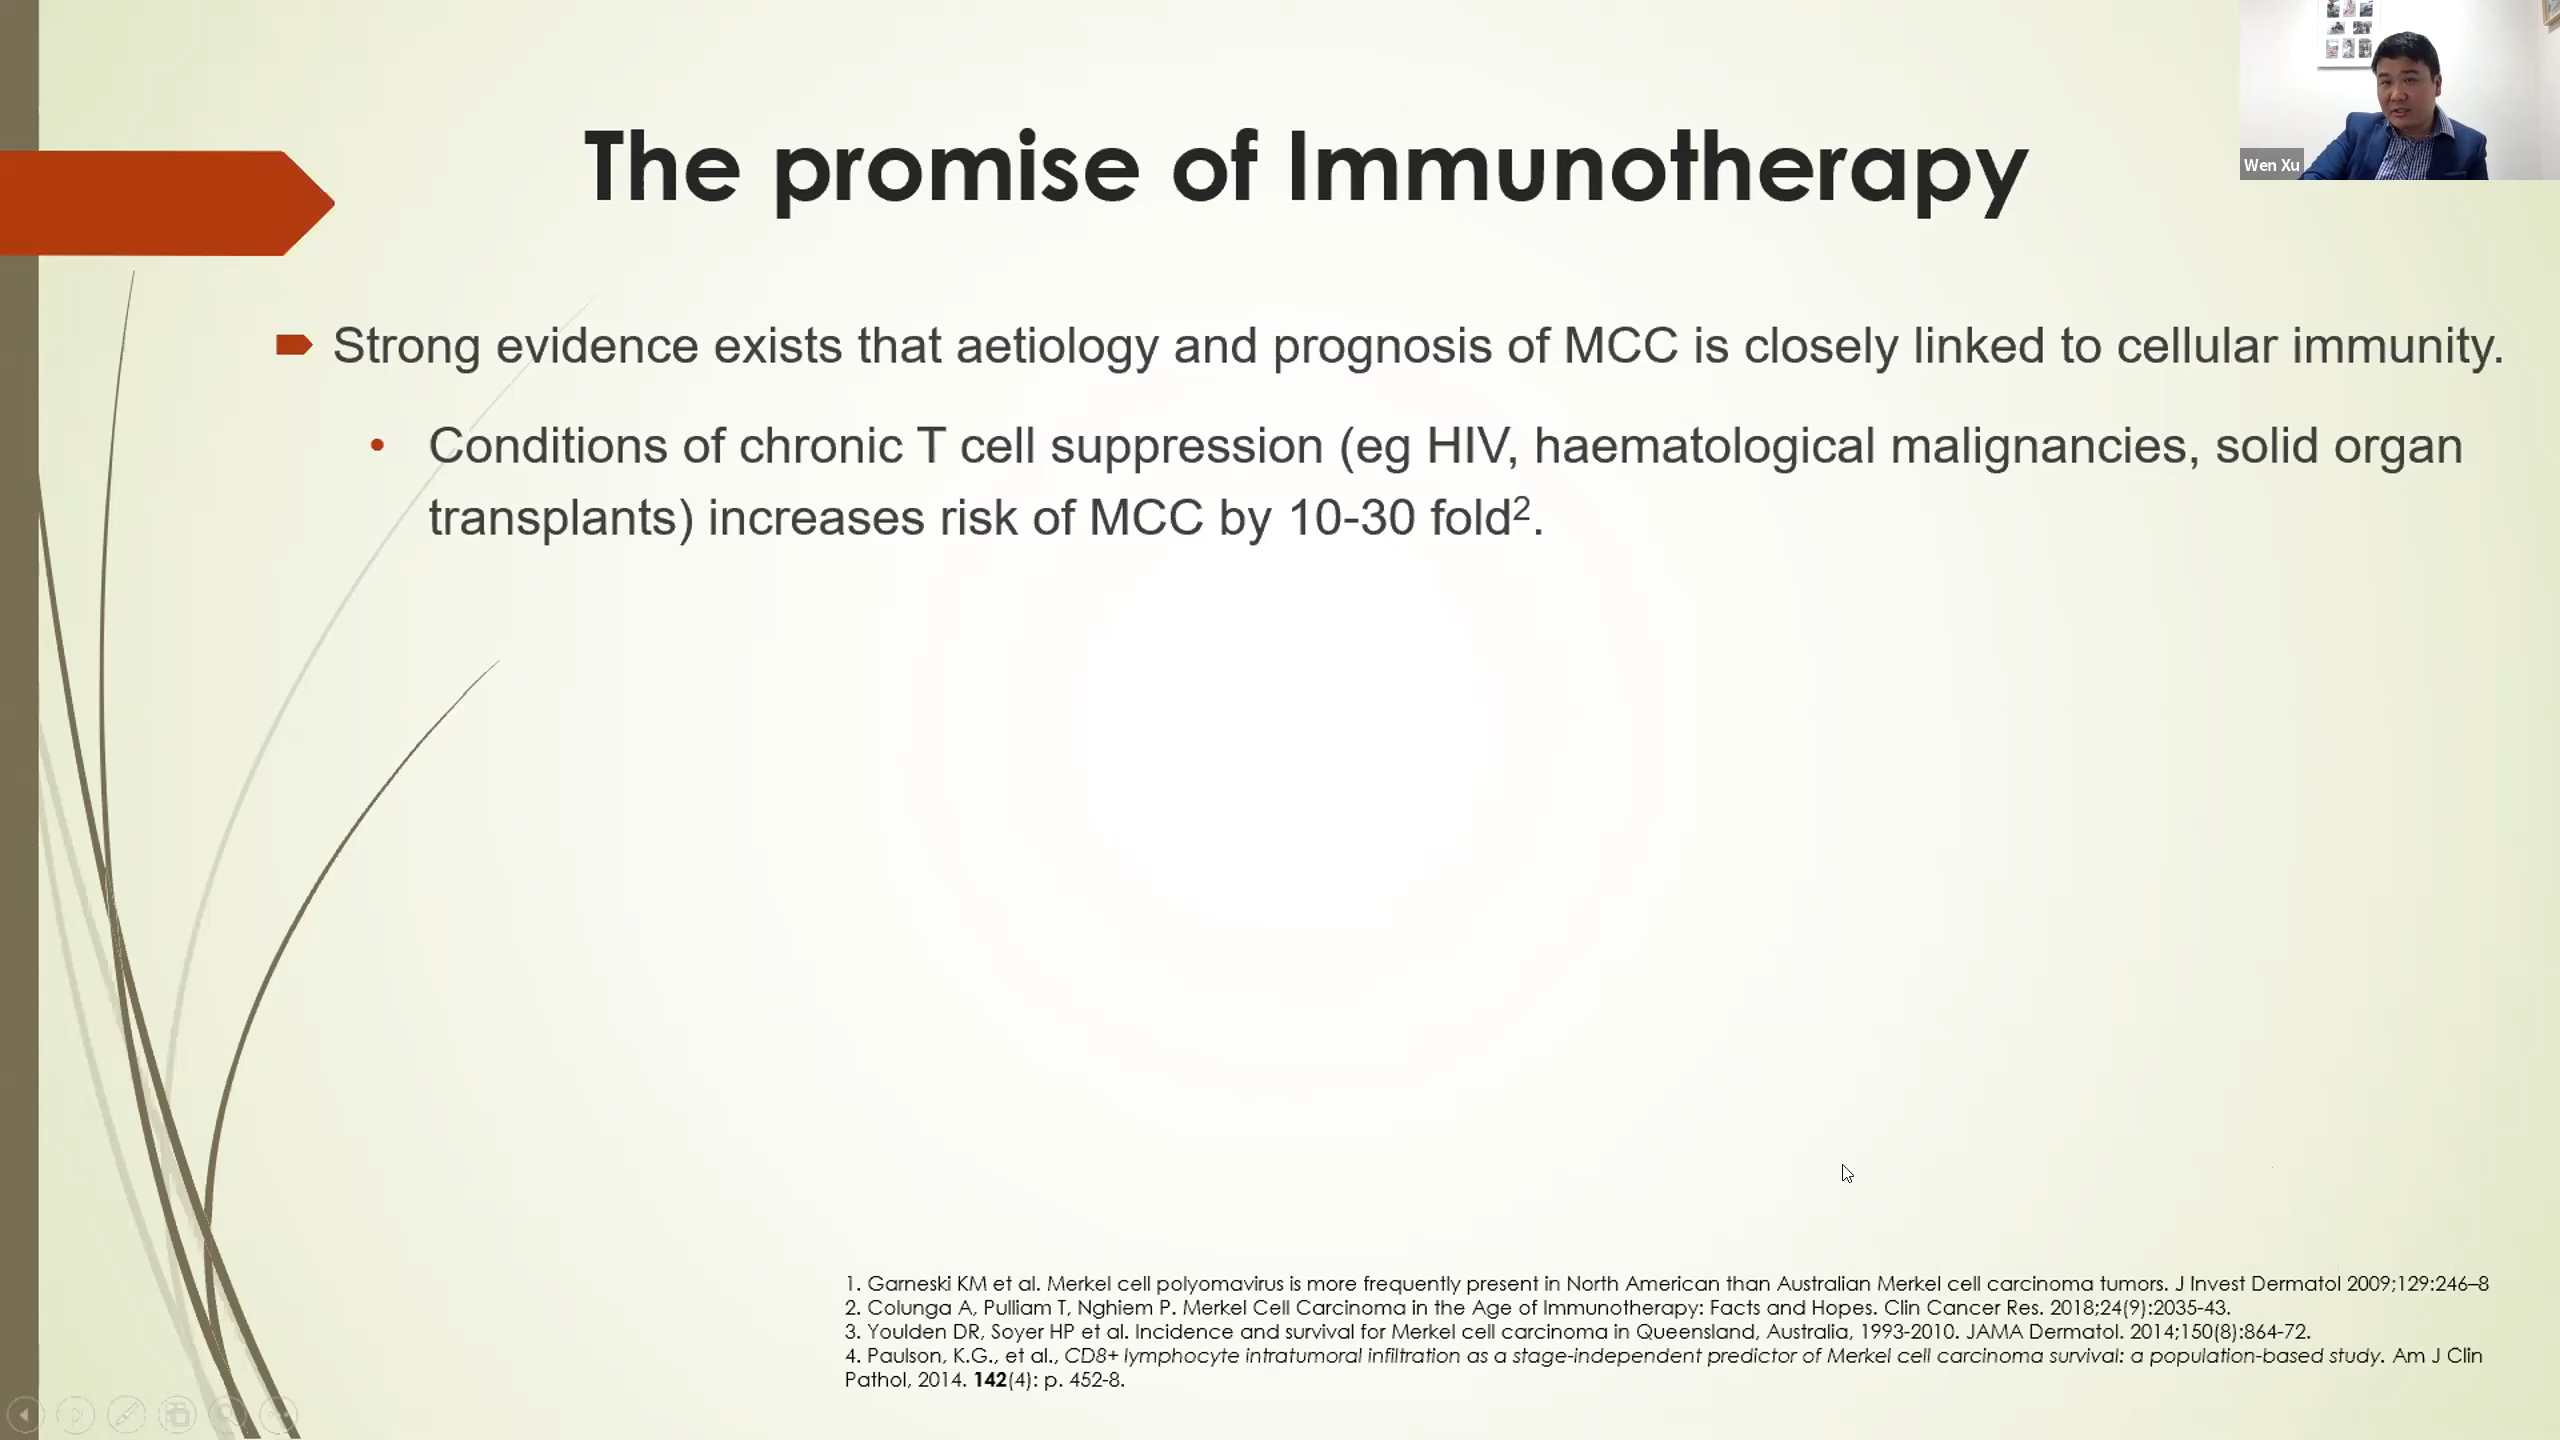 The promise of Immunotherapy
Wen Xu
Strong evidence exists that aetiology and prognosis of MCC is closely linked to cellular immunity.
• Conditions of chronic T cell suppression (eg HIV, haematological malignancies, solid organ
transplants) increases risk of MCC by 10-30 fold².
1. Garneski KM et al. Merkel cell polyomavirus is more frequently present in North American than Australian Merkel cell carcinoma tumors. J Invest Dermatol 2009;129:246–8
2. Colunga A, Pulliam T, Nghiem P. Merkel Cell Carcinoma in the Age of Immunotherapy: Facts and Hopes. Clin Cancer Res. 2018;24(9):2035-43.
3. Youlden DR, Soyer HP et al. Incidence and survival for Merkel cell carcinoma in Queensland, Australia, 1993-2010. JAMA Dermatol. 2014;150(8):864-72.
4. Paulson, K.G., et al., CD8+ lymphocyte intratumoral infiltration as a stage-independent predictor of Merkel cell carcinoma survival: a population-based study. Am J Clin
Pathol, 2014. 142(4): p. 452-8.